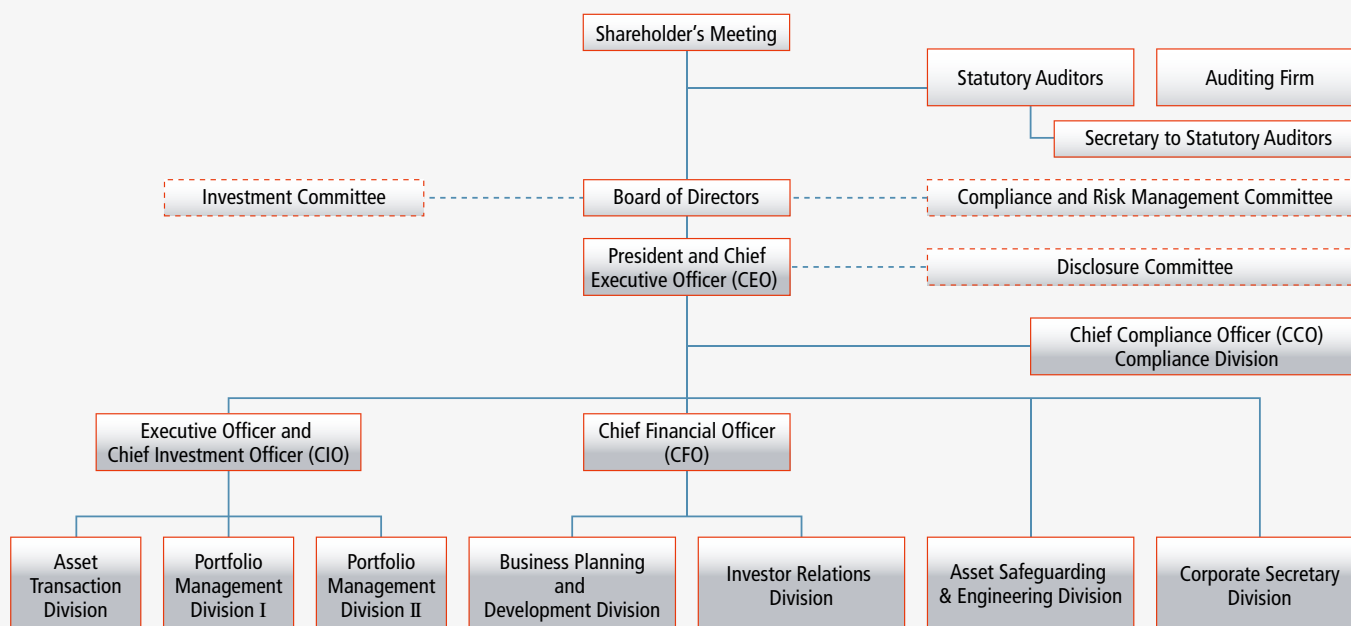 Shareholder’s Meeting
Statutory Auditors
Auditing Firm
Secretary to Statutory Auditors
Investment Committee
Board of Directors
Compliance and Risk Management Committee
President and Chief
Executive Officer (CEO)
Disclosure Committee
Chief Compliance Officer (CCO)
Compliance Division
Executive Officer and
Chief Investment Officer (CIO)
Chief Financial Officer
(CFO)
Asset
Transaction
Division
Portfolio
Management
Division I
Portfolio
Management
Division II
Business Planning
and
Development Division
Investor Relations
Division
Asset Safeguarding
& Engineering Division
Corporate Secretary
Division